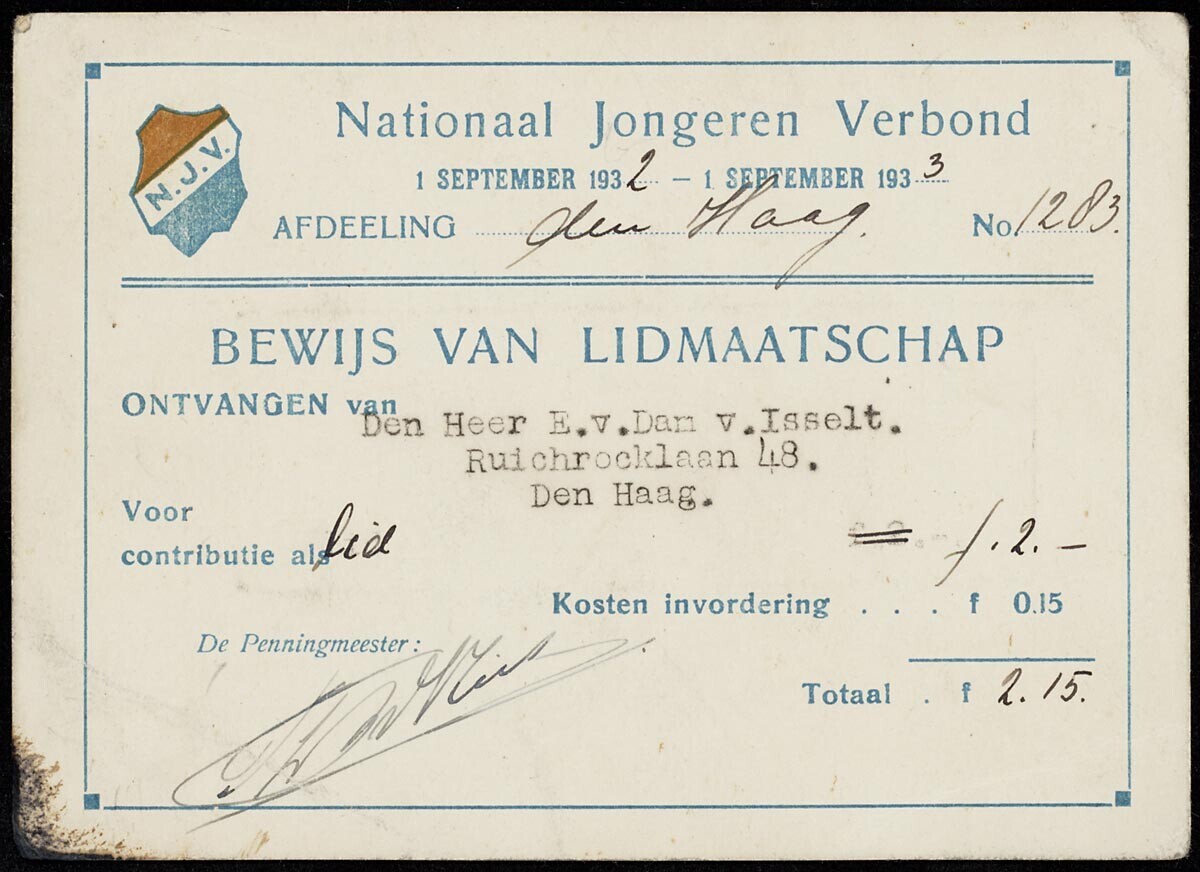 N.J.V.
Nationaal Jongeren Verbond
1 SEPTEMBER 1932 – 1 SEPTEMBER 1933
AFDEELING den Haag. No 1283.
BEWIJS VAN LIDMAATSCHAP
ONTVANGEN van
Den Heer E.v.Dam v.Isselt.
Ruichrocklaan 48.
Den Haag.
Voor
contributie als lid f. 2. –
Kosten invordering . . . f 0.15
De Penningmeester:
Totaal . f 2.15.